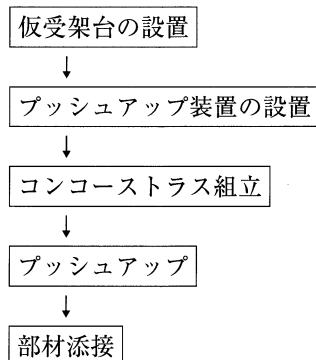 仮受架台の設置
プッシュアップ装置の設置
コンコーストラス組立
プッシュアップ
部材添接